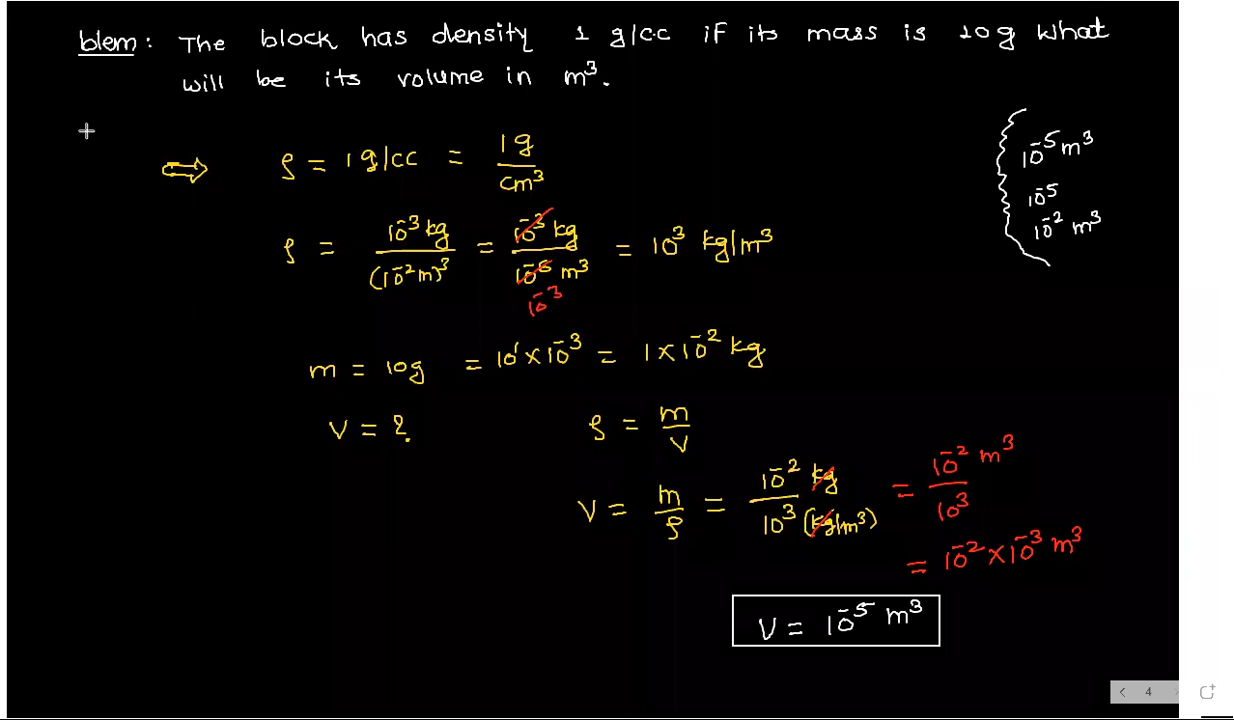 blem: The block has density 1 g/c.c if its mass is 10g What
will be its volume in m³.
ρ = 1g/cc = 1g/cm³
10⁻⁵ m³
10⁻⁵
10⁻² m³
ρ = 10⁻³ kg/(10⁻² m)³ = 10⁻³ kg/10⁻⁶ m³ = 10³ kg/m³
10⁻³
m = 10g = 10¹ × 10⁻³ = 1 × 10⁻² kg
V = ? ρ = m/V
V = m/ρ = 10⁻² kg/10³ (kg/m³) = 10⁻² m³/10³
= 10⁻² × 10⁻³ m³
V = 10⁻⁵ m³
< 4 >